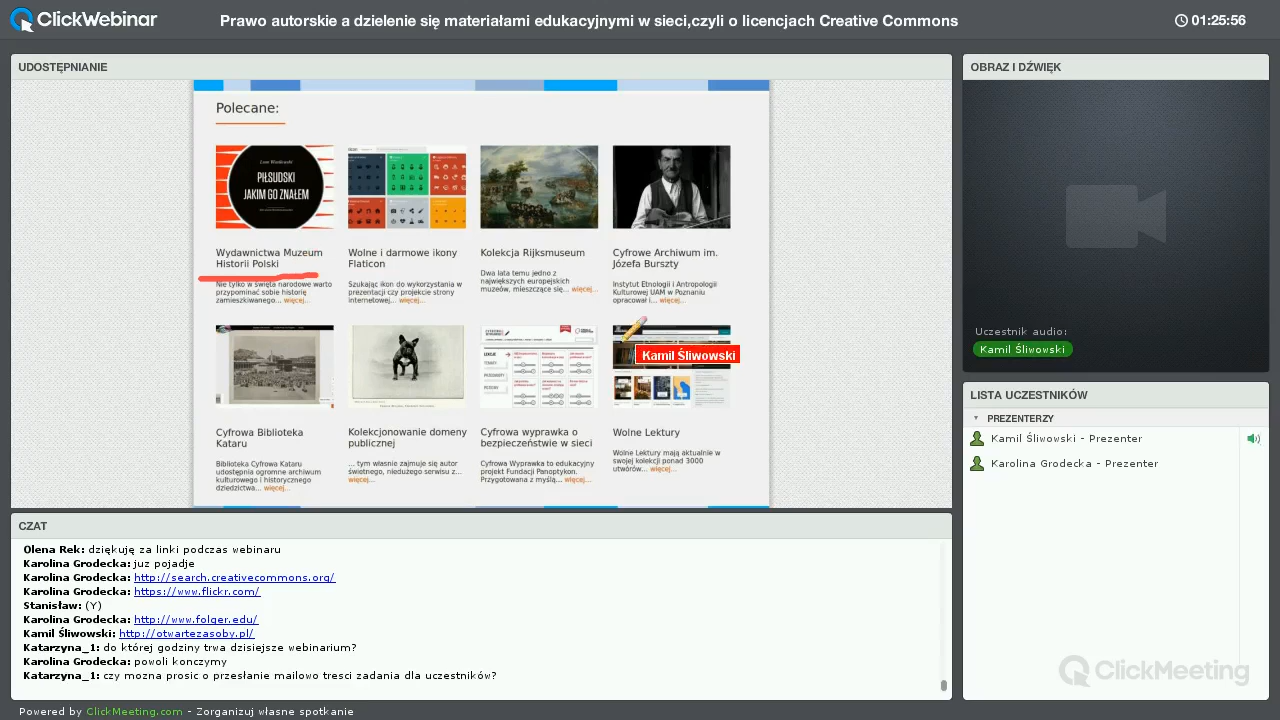 ClickWebinar
Prawo autorskie a dzielenie się materiałami edukacyjnymi w sieci,czyli o licencjach Creative Commons
01:25:56
UDOSTĘPNIANIE
Polecane:
PIŁSUDSKI
JAKIM GO ZNAŁEM
Wydawnictwa Muzeum
Historii Polski
Nie tylko w święta narodowe warto
przypominać sobie historię
zamieszkiwanego... więcej...
Wolne i darmowe ikony
Flaticon
Szukając ikon do wykorzystania w
prezentacji czy projekcie strony
internetowej... więcej...
Kolekcja Rijksmuseum
Dwa lata temu jedno z
największych europejskich
muzeów, mieszczące się... więcej...
Cyfrowe Archiwum im.
Józefa Burszty
Instytut Etnologii i Antropologii
Kulturowej UAM w Poznaniu
opracował i... więcej...
Kamil Śliwowski
Cyfrowa Biblioteka
Kataru
Biblioteka Cyfrowa Kataru
udostępnia ogromne archiwum
kulturowego i historycznego
dziedzictwa... więcej...
Kolekcjonowanie domeny
publicznej
... tym własnie zajmuje się autor
świetnego, niedużego serwisu z...
więcej...
Cyfrowa wyprawka o
bezpieczeństwie w sieci
Cyfrowa Wyprawka to edukacyjny
projekt Fundacji Panoptykon.
Przygotowana z myślą... więcej...
Wolne Lektury
Wolne Lektury mają aktualnie w
swojej kolekcji ponad 3000
utwórów... więcej...
OBRAZ I DŹWIĘK
Uczestnik audio:
Kamil Śliwowski
LISTA UCZESTNIKÓW
PREZENTERZY
Kamil Śliwowski - Prezenter
Karolina Grodecka - Prezenter
CZAT
Olena Rek: dziękuję za linki podczas webinaru
Karolina Grodecka: juz pojadje
Karolina Grodecka: http://search.creativecommons.org/
Karolina Grodecka: https://www.flickr.com/
Stanisław: (Y)
Karolina Grodecka: http://www.folger.edu/
Kamil Śliwowski: http://otwartezasoby.pl/
Katarzyna_1: do której godziny trwa dzisiejsze webinarium?
Karolina Grodecka: powoli konczymy
Katarzyna_1: czy mozna prosic o przesłanie mailowo tresci zadania dla uczestników?
ClickMeeting
Powered by ClickMeeting.com - Zorganizuj własne spotkanie